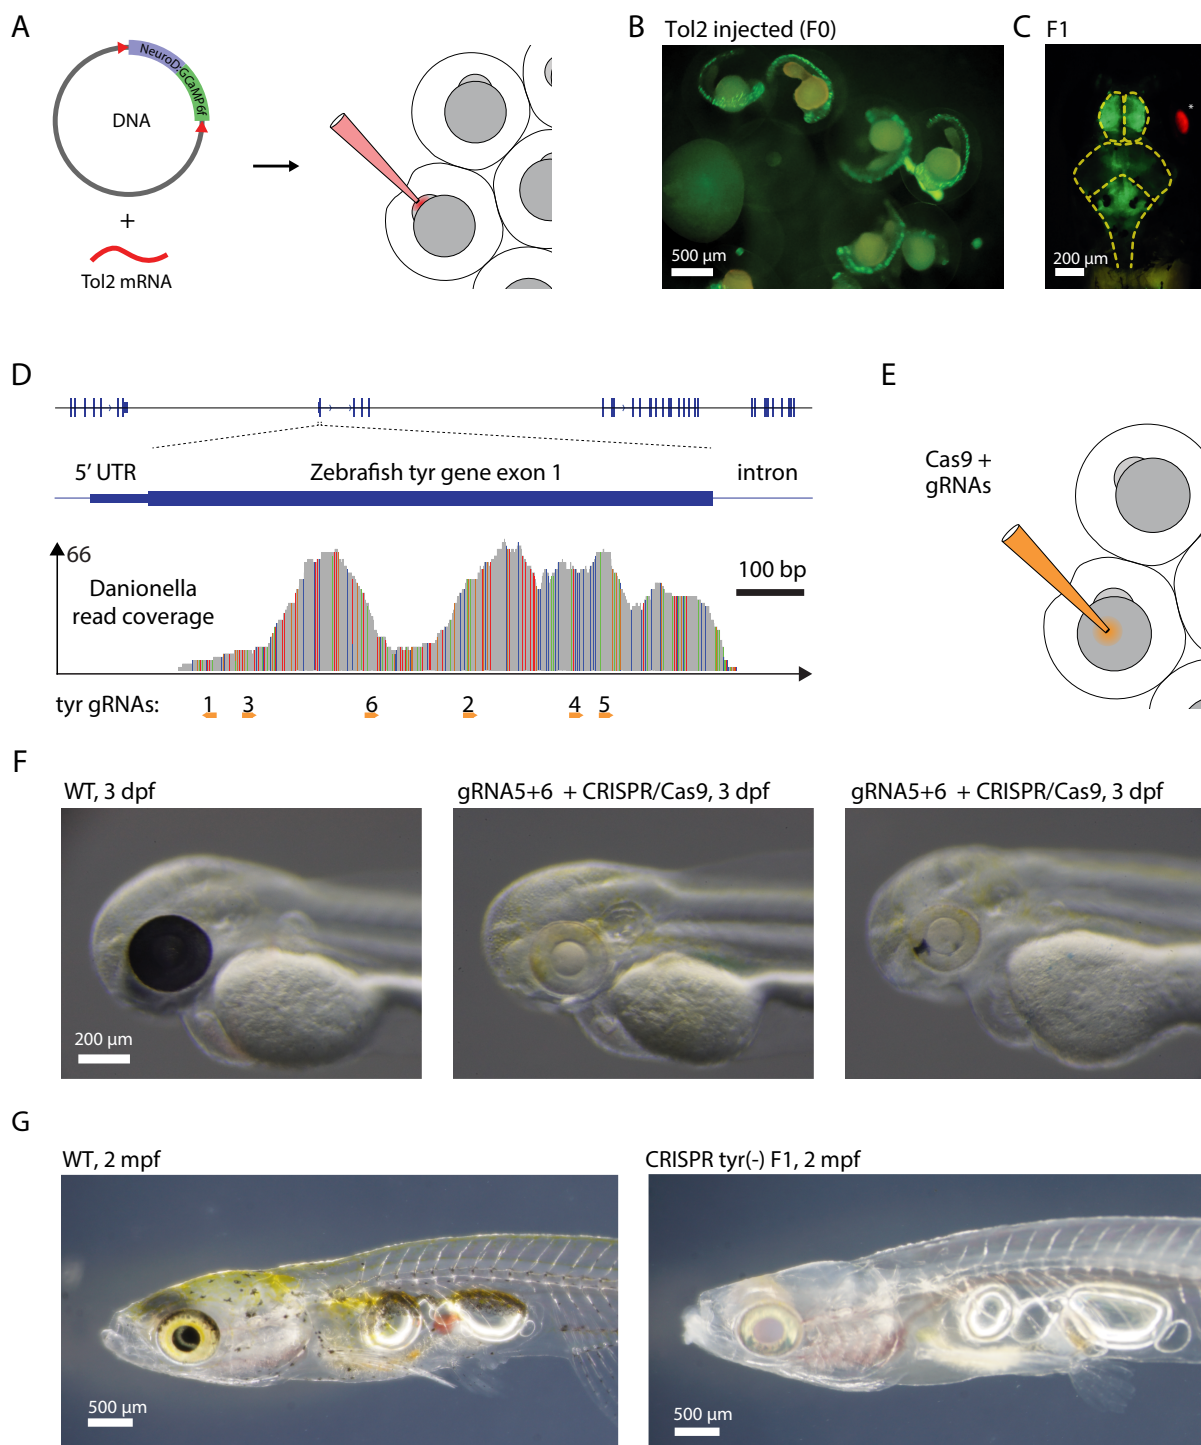 A
NeuroD:GCaMP6f
DNA
+
Tol2 mRNA
B
Tol2 injected (F0)
500 µm
C
F1
*
200 µm
D
5′ UTR
Zebrafish tyr gene exon 1
intron
66
Danionella
read coverage
100 bp
tyr gRNAs:
1
3
6
2
4
5
E
Cas9 +
gRNAs
F
WT, 3 dpf
gRNA5+6 + CRISPR/Cas9, 3 dpf
gRNA5+6 + CRISPR/Cas9, 3 dpf
200 µm
G
WT, 2 mpf
CRISPR tyr(-) F1, 2 mpf
500 µm
500 µm